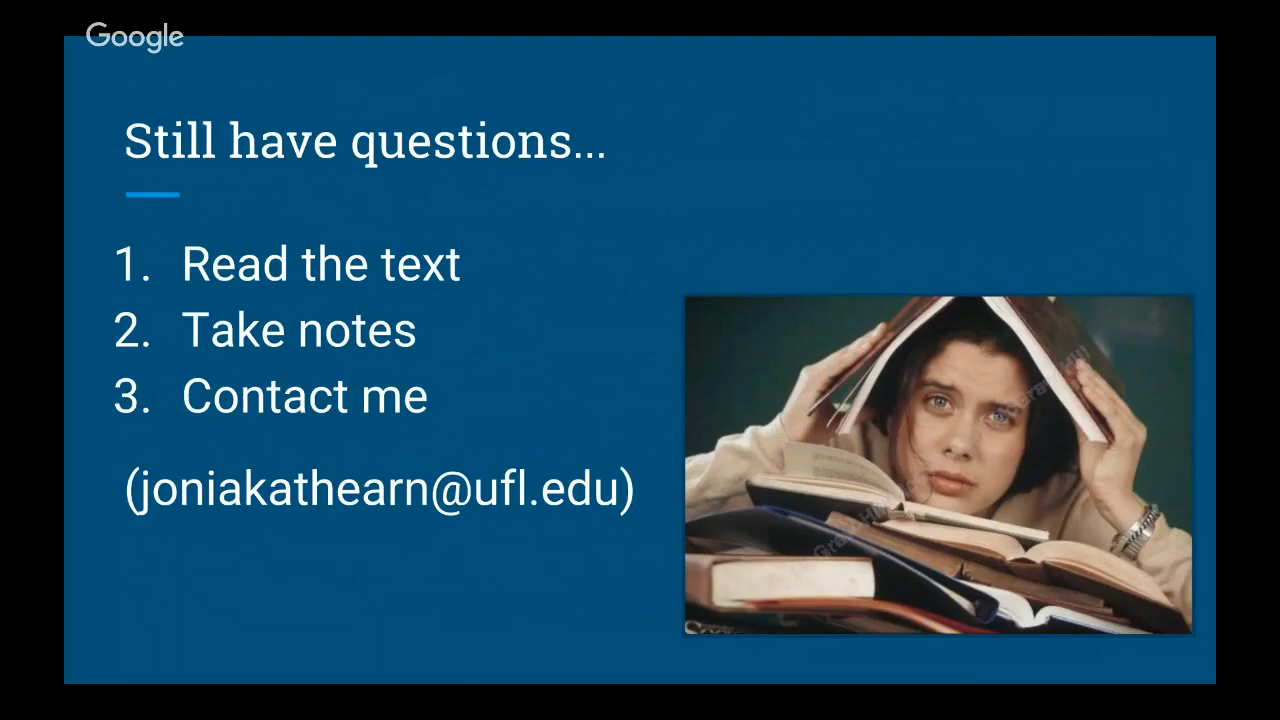 Google
Still have questions...
1. Read the text
2. Take notes
3. Contact me
(joniakathearn@ufl.edu)